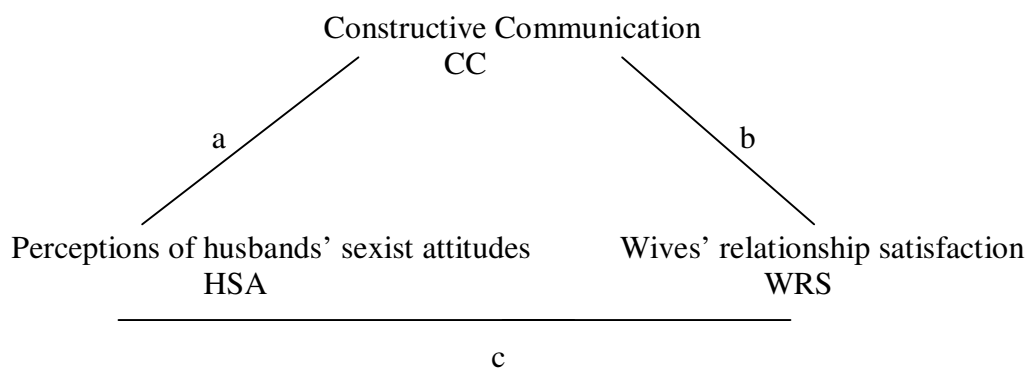 Constructive Communication
CC
a
b
Perceptions of husbands’ sexist attitudes
HSA
Wives’ relationship satisfaction
WRS
c